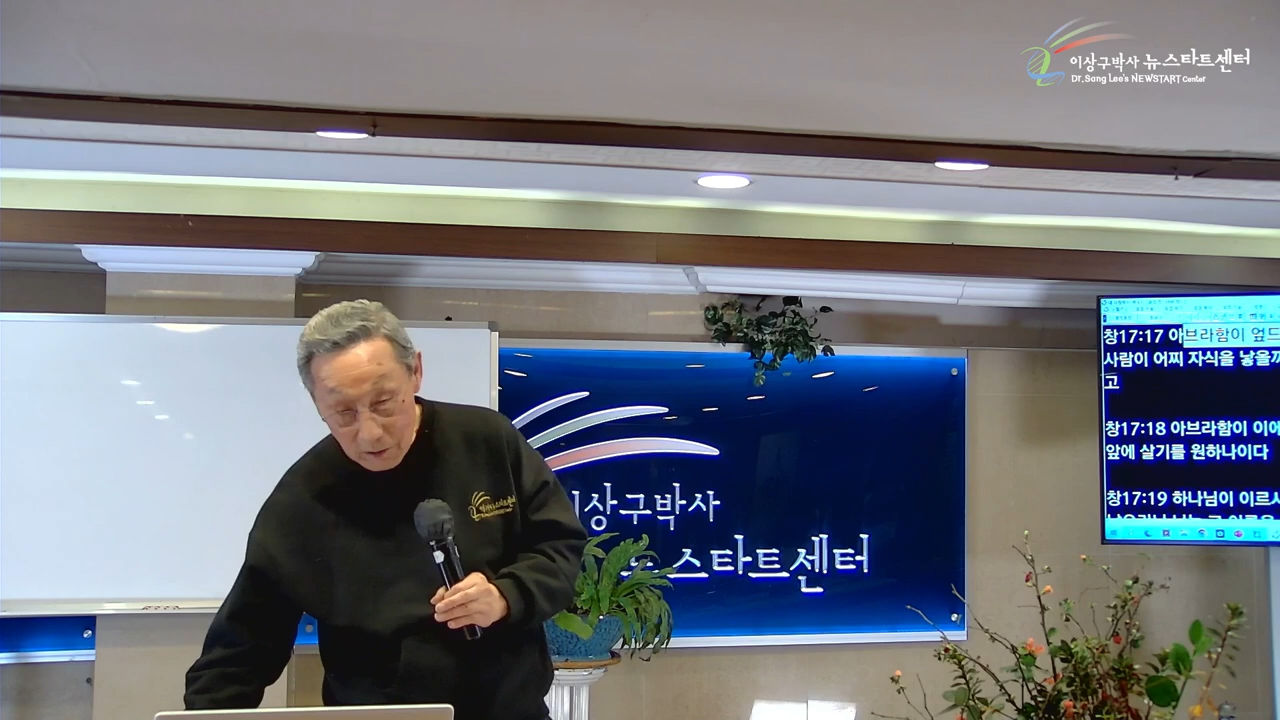 이상구박사 뉴스타트센터
Dr. Sang Lee's NEWSTART Center
창17:17 아브라함이 엎드
사람이 어찌 자식을 낳을까
고
창17:18 아브라함이 이에
앞에 살기를 원하나이다
창17:19 하나님이 이르시
이상구박사
뉴스타트센터